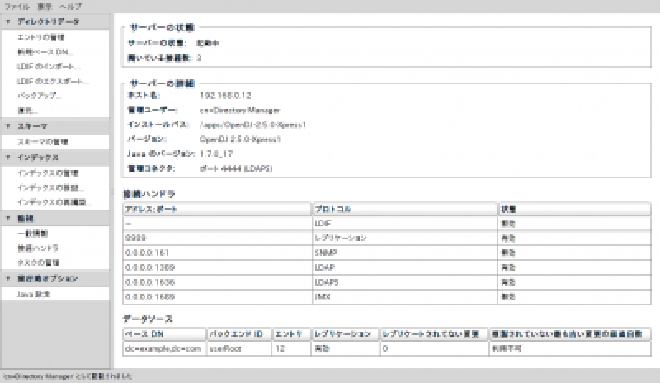 ファイル 表示 ヘルプ
ディレクトリデータ
エントリの管理
新規ベース DN...
LDIF のインポート...
LDIF のエクスポート...
バックアップ...
復元...
スキーマ
スキーマの管理
インデックス
インデックスの管理
インデックスの検証...
インデックスの再構築...
監視
一般情報
接続ハンドラ
タスクの管理
実行時オプション
Java 設定
サーバーの状態
サーバーの状態: 起動中
開いている接続数: 3
サーバーの詳細
ホスト名: 192.168.0.12
管理ユーザー: cn=Directory Manager
インストールパス: /apps/OpenDJ-2.5.0-Xpress1
バージョン: OpenDJ 2.5.0-Xpress1
Java のバージョン: 1.7.0_17
管理コネクタ: ポート 4444 (LDAPS)
接続ハンドラ
アドレス:ポート プロトコル 状態
-- LDIF 無効
8989 レプリケーション 有効
0.0.0.0:161 SNMP 無効
0.0.0.0:1389 LDAP 有効
0.0.0.0:1636 LDAPS 有効
0.0.0.0:1689 JMX 無効
データソース
ベース DN バックエンド ID エントリ レプリケーション レプリケートされてない変更 複製されていない最も古い変更の経過日数
dc=example,dc=com userRoot 12 有効 0 利用不可
'cn=Directory Manager' として認証されました